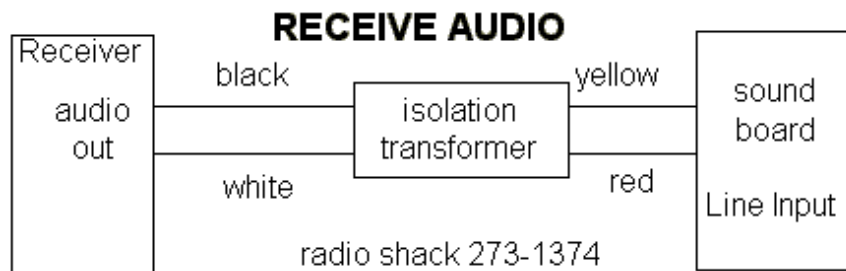 RECEIVE AUDIO
Receiver
audio
out
black
white
isolation
transformer
yellow
red
sound
board
Line Input
radio shack 273-1374